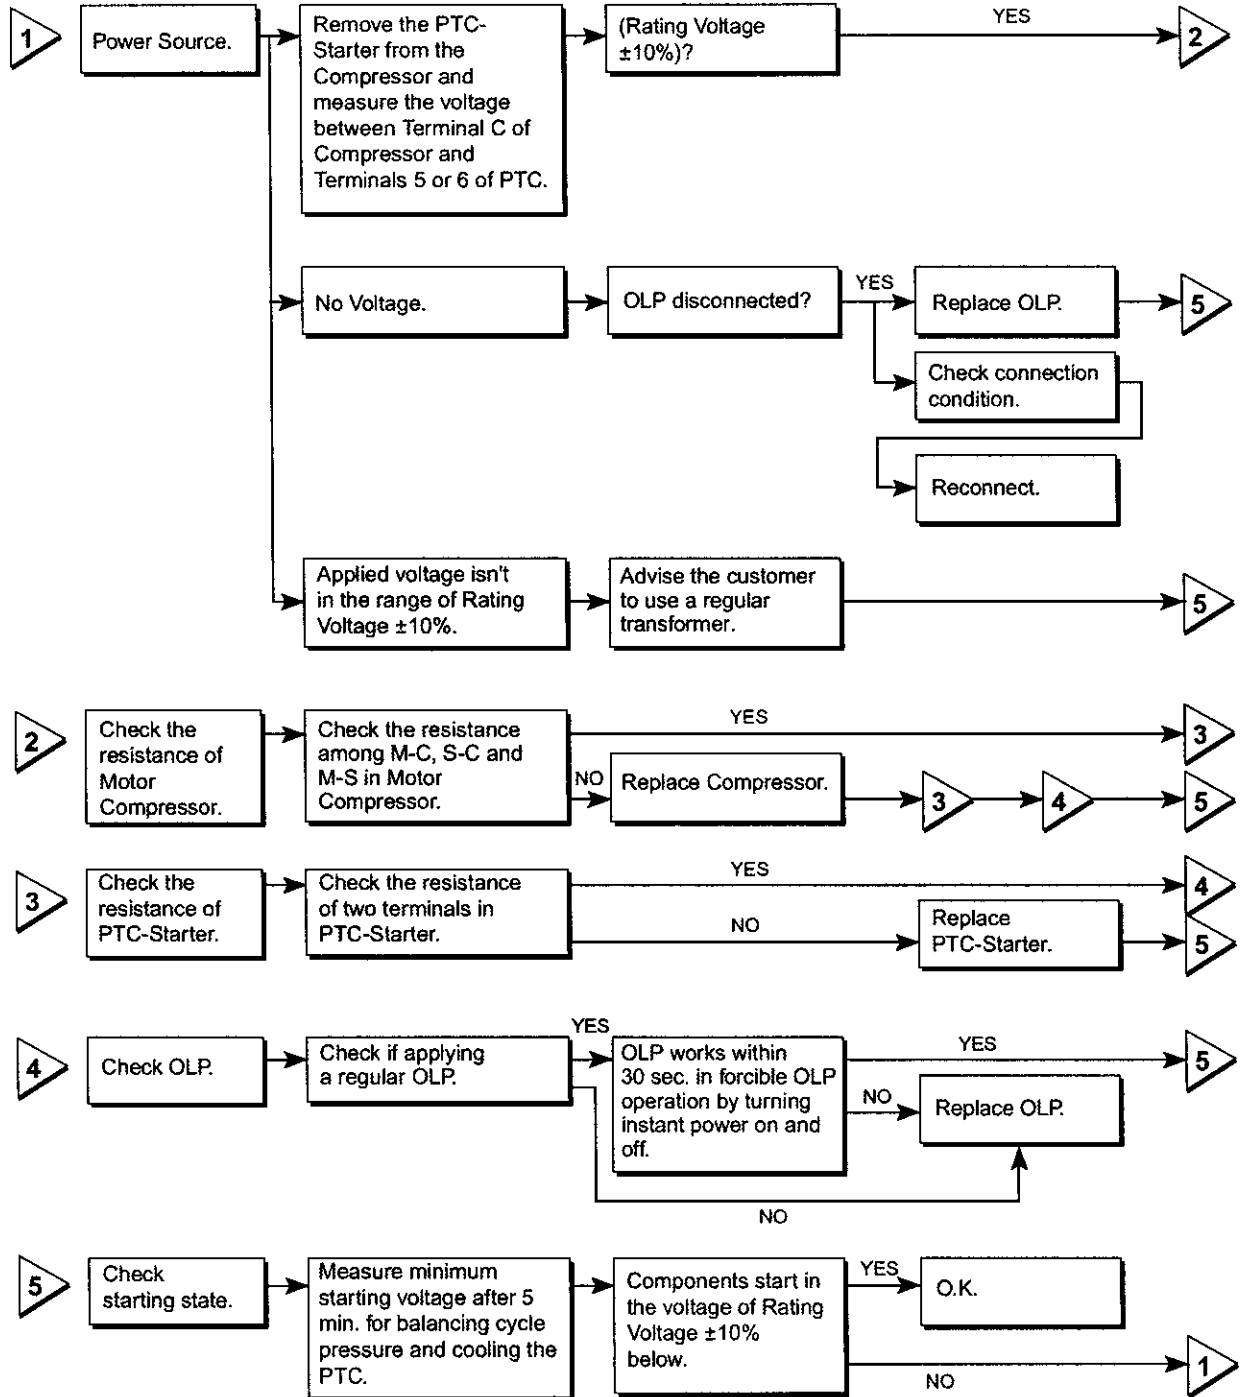 1
Power Source.
Remove the PTC-
Starter from the
Compressor and
measure the voltage
between Terminal C of
Compressor and
Terminals 5 or 6 of PTC.
(Rating Voltage
±10%)?
YES
2
No Voltage.
OLP disconnected?
YES
Replace OLP.
5
Check connection
condition.
Reconnect.
Applied voltage isn't
in the range of Rating
Voltage ±10%.
Advise the customer
to use a regular
transformer.
5
2
Check the
resistance of
Motor
Compressor.
Check the resistance
among M-C, S-C and
M-S in Motor
Compressor.
YES
3
NO
Replace Compressor.
3
4
5
3
Check the
resistance of
PTC-Starter.
Check the resistance
of two terminals in
PTC-Starter.
YES
4
NO
Replace
PTC-Starter.
5
4
Check OLP.
Check if applying
a regular OLP.
YES
OLP works within
30 sec. in forcible OLP
operation by turning
instant power on and
off.
YES
5
NO
Replace OLP.
NO
5
Check
starting state.
Measure minimum
starting voltage after 5
min. for balancing cycle
pressure and cooling the
PTC.
Components start in
the voltage of Rating
Voltage ±10%
below.
YES
O.K.
NO
1